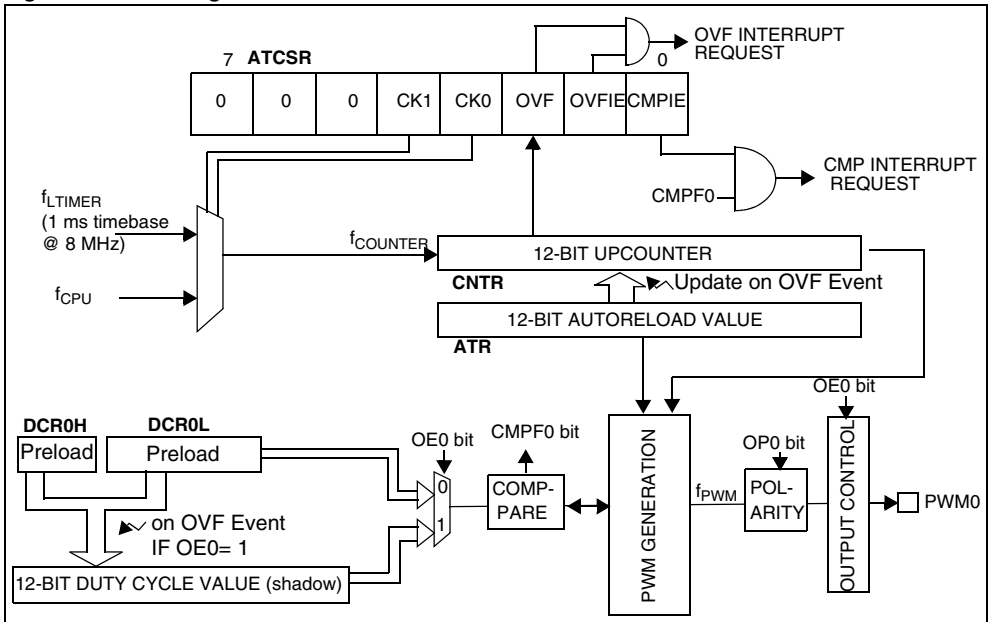 OVF INTERRUPT
REQUEST
7 ATCSR
0
0 0 0 CK1 CK0 OVF OVFIE CMPIE
CMP INTERRUPT
REQUEST
CMPF0
fLTIMER
(1 ms timebase
@ 8 MHz)
fCOUNTER
12-BIT UPCOUNTER
CNTR
Update on OVF Event
fCPU
12-BIT AUTORELOAD VALUE
ATR
OE0 bit
DCR0H DCR0L
Preload Preload
OE0 bit
CMPF0 bit
OP0 bit
0
1
COMP-
PARE
PWM GENERATION
fPWM
POL-
ARITY
OUTPUT CONTROL
PWM0
on OVF Event
IF OE0= 1
12-BIT DUTY CYCLE VALUE (shadow)